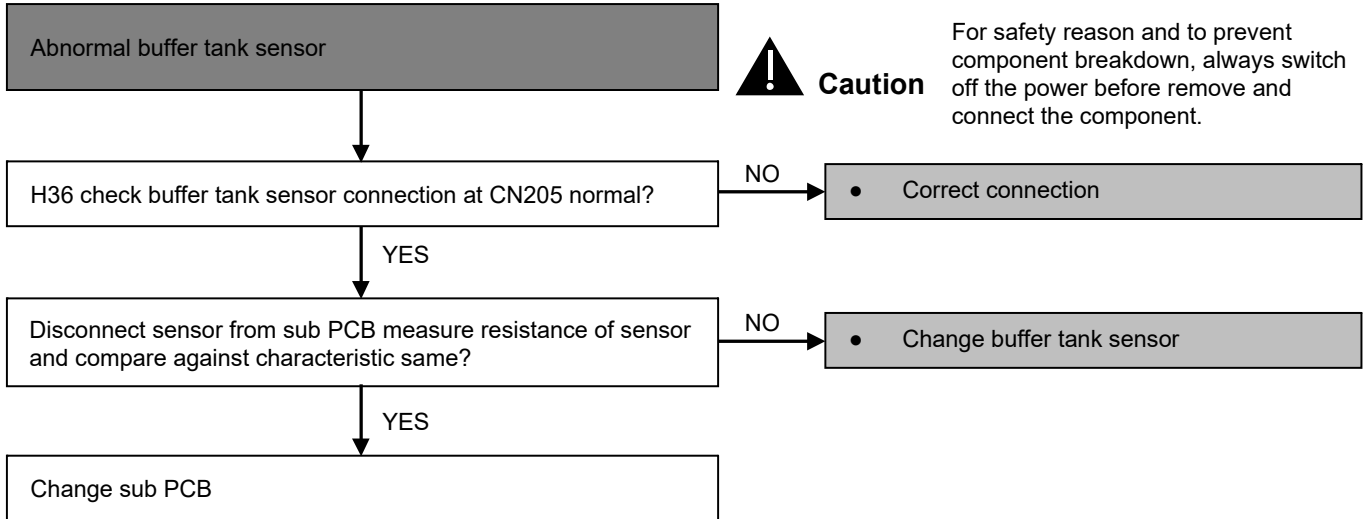 Abnormal buffer tank sensor
Caution
For safety reason and to prevent
component breakdown, always switch
off the power before remove and
connect the component.
H36 check buffer tank sensor connection at CN205 normal?
NO
● Correct connection
YES
Disconnect sensor from sub PCB measure resistance of sensor
and compare against characteristic same?
NO
● Change buffer tank sensor
YES
Change sub PCB